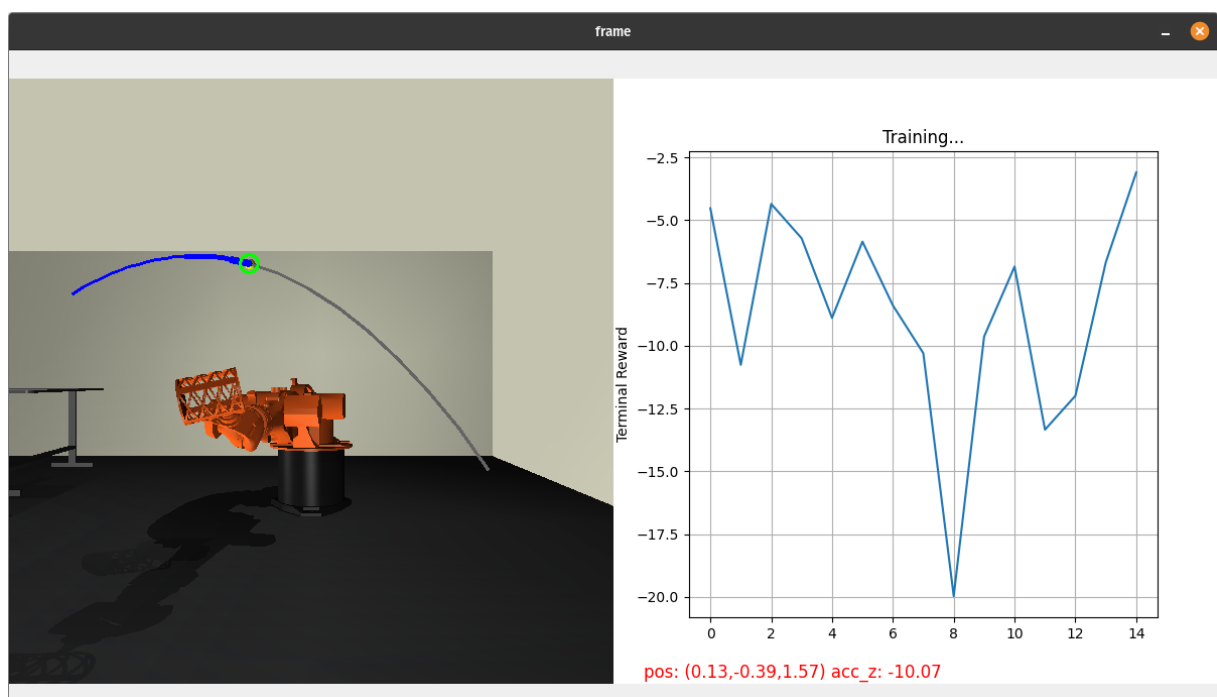 frame
Training...
Terminal Reward
−2.5
−5.0
−7.5
−10.0
−12.5
−15.0
−17.5
−20.0
0 2 4 6 8 10 12 14
pos: (0.13,-0.39,1.57) acc_z: -10.07